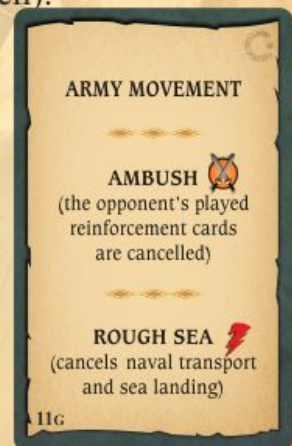 ARMY MOVEMENT
AMBUSH
(the opponent's played
reinforcement cards
are cancelled)
ROUGH SEA
(cancels naval transport
and sea landing)
11G